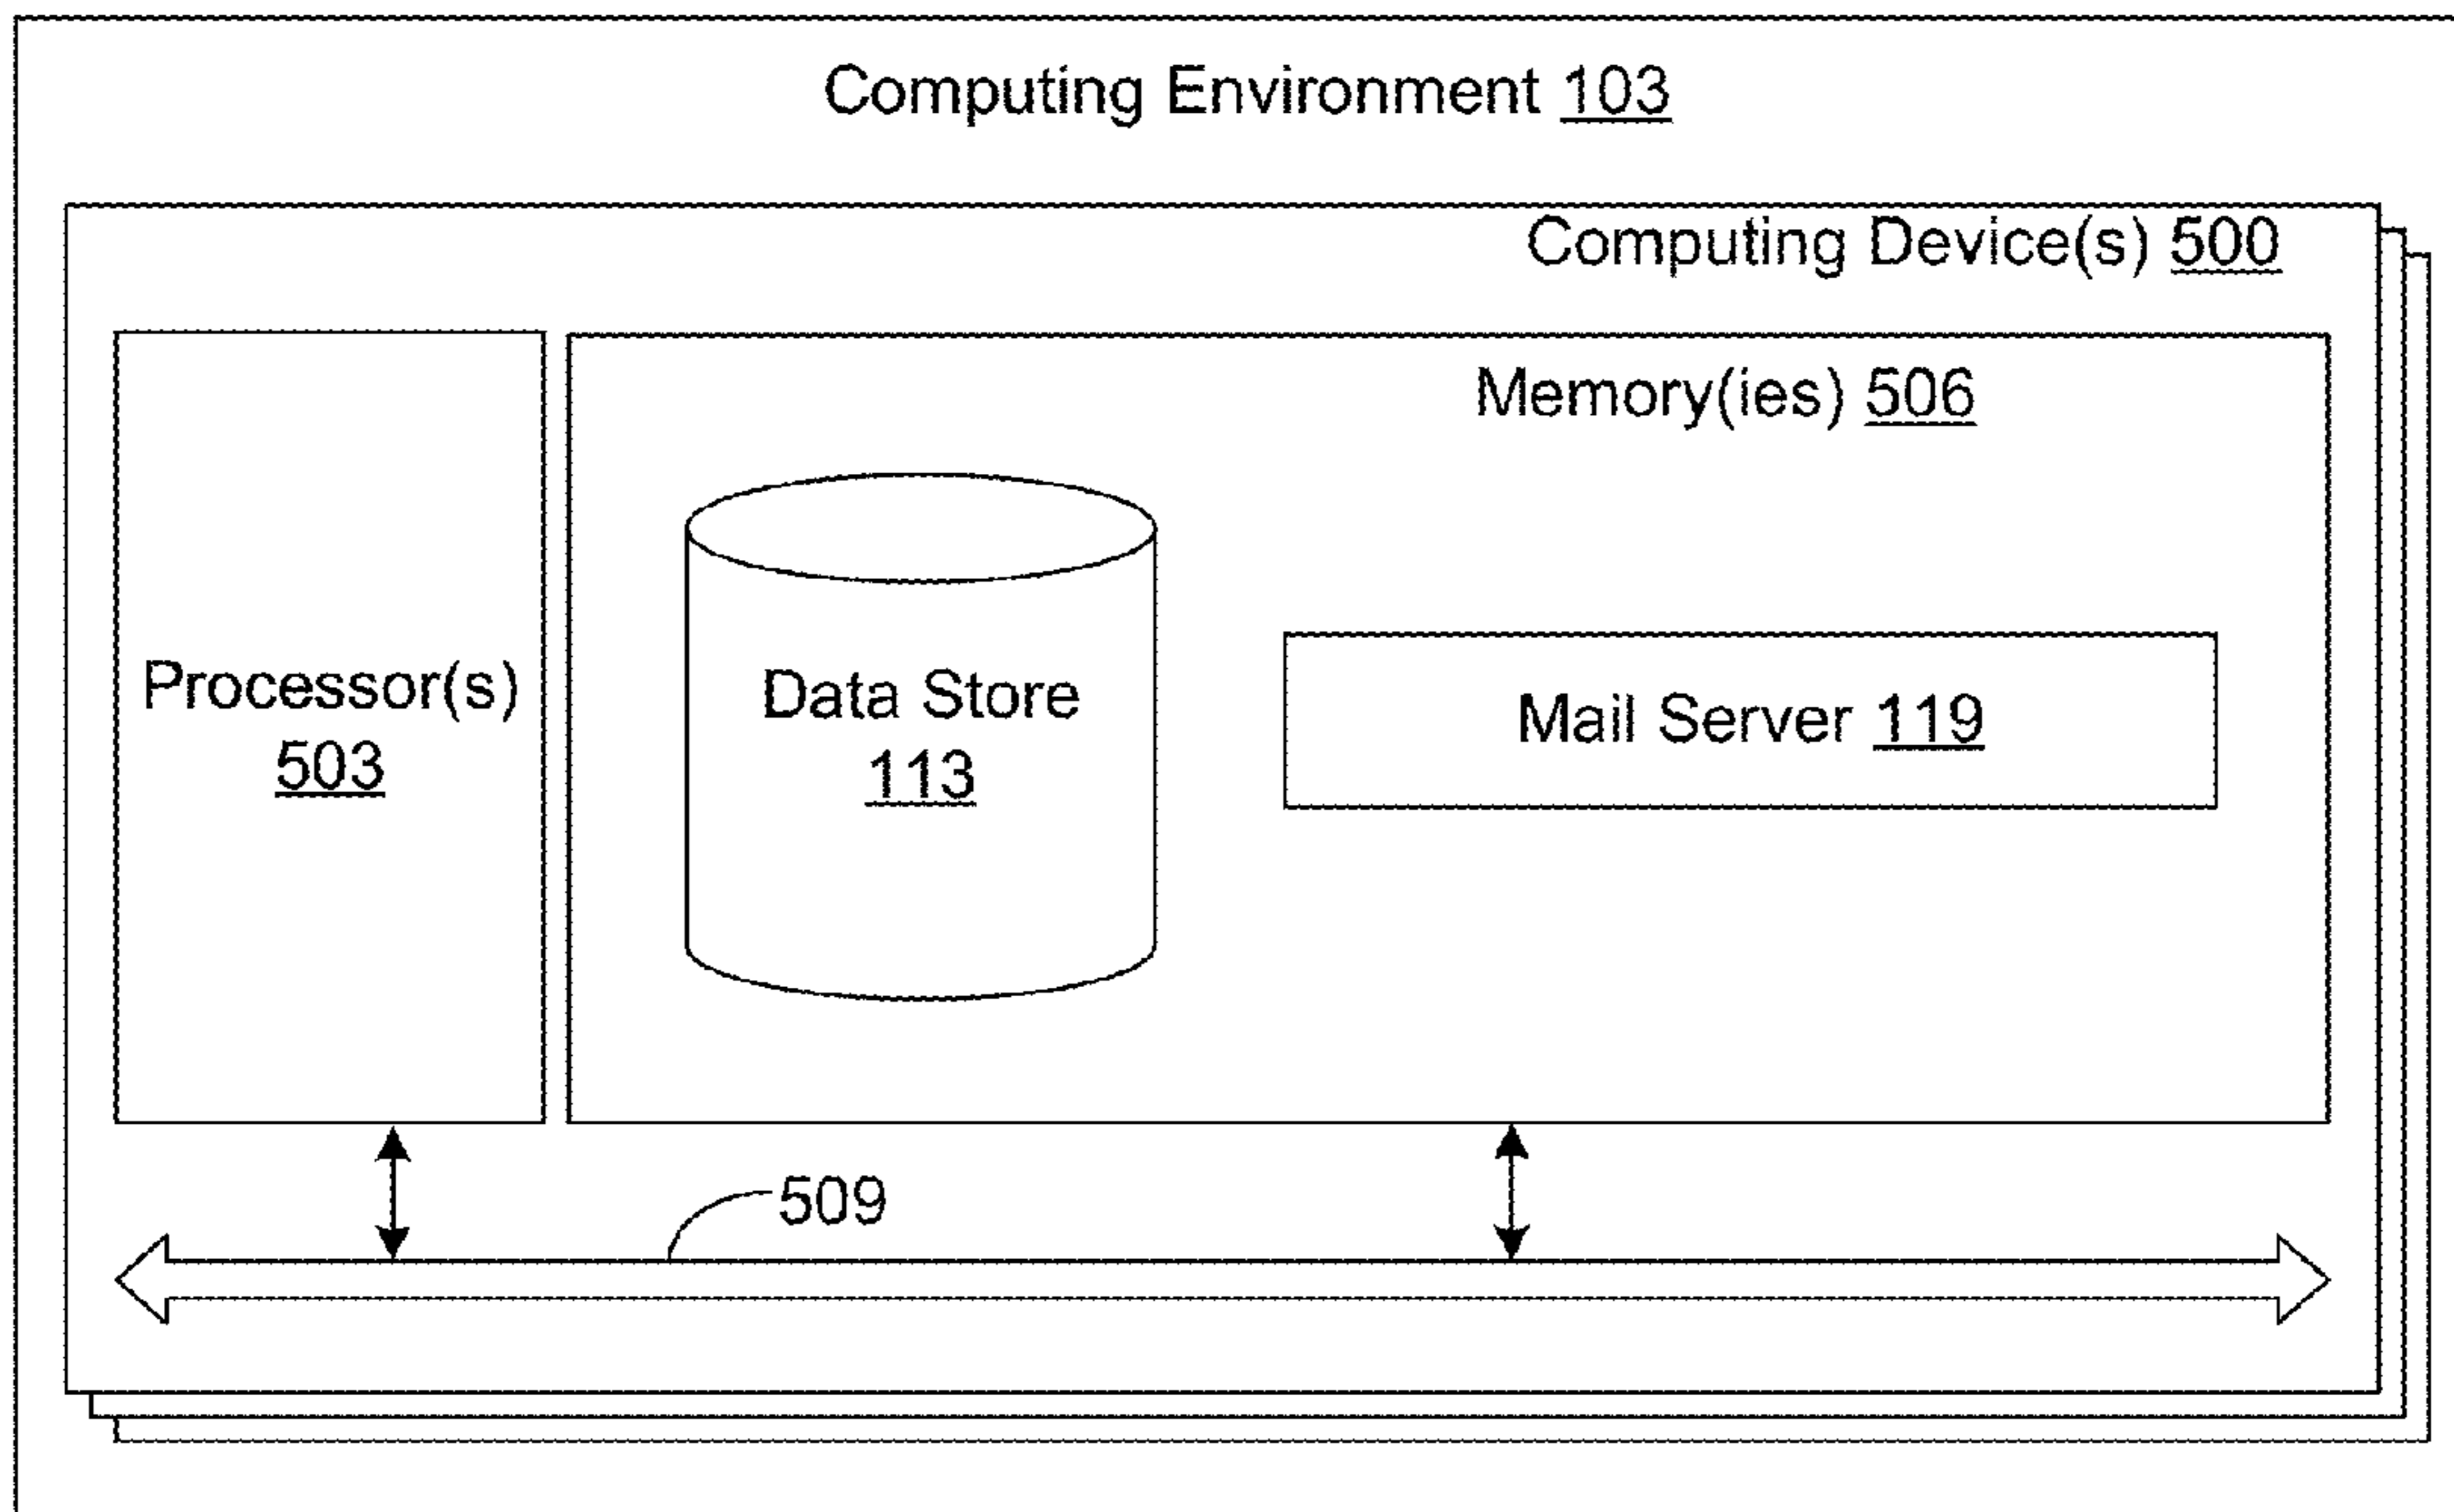 Computing Environment 103
Computing Device(s) 500
Memory(ies) 506
Processor(s)
503
Data Store
113
Mail Server 119
509